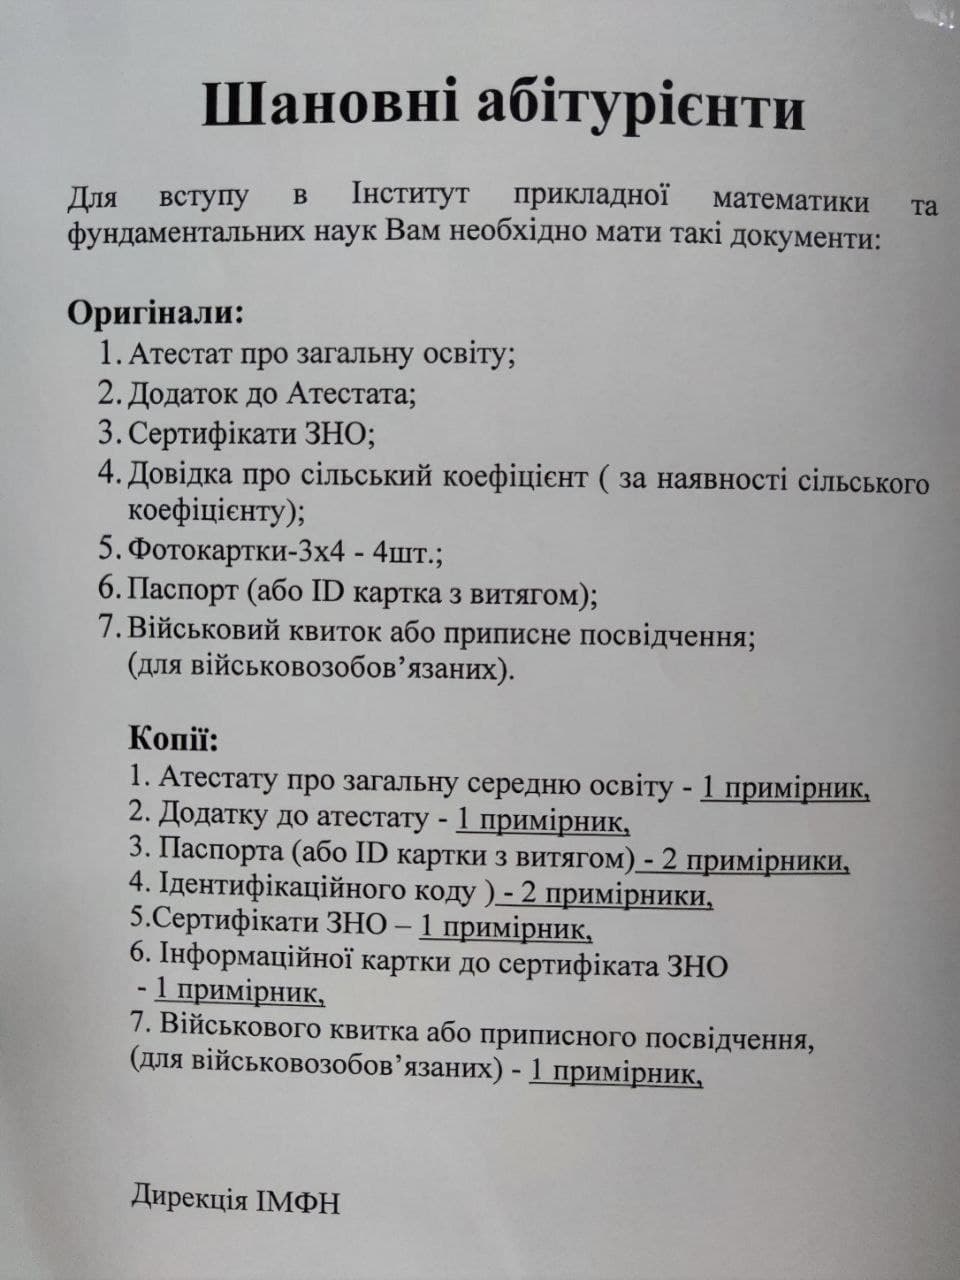 Шановні абітурієнти
Для вступу в Інститут прикладної математики та
фундаментальних наук Вам необхідно мати такі документи:
Оригінали:
1. Атестат про загальну освіту;
2. Додаток до Атестата;
3. Сертифікати ЗНО;
4. Довідка про сільський коефіцієнт ( за наявності сільського
коефіцієнту);
5. Фотокартки-3х4 - 4шт.;
6. Паспорт (або ID картка з витягом);
7. Військовий квиток або приписне посвідчення;
(для військовозобов’язаних).
Копії:
1. Атестату про загальну середню освіту - 1 примірник,
2. Додатку до атестату - 1 примірник,
3. Паспорта (або ID картки з витягом) - 2 примірники,
4. Ідентифікаційного коду ) - 2 примірники,
5.Сертифікати ЗНО – 1 примірник,
6. Інформаційної картки до сертифіката ЗНО
- 1 примірник,
7. Військового квитка або приписного посвідчення,
(для військовозобов’язаних) - 1 примірник,
Дирекція ІМФН